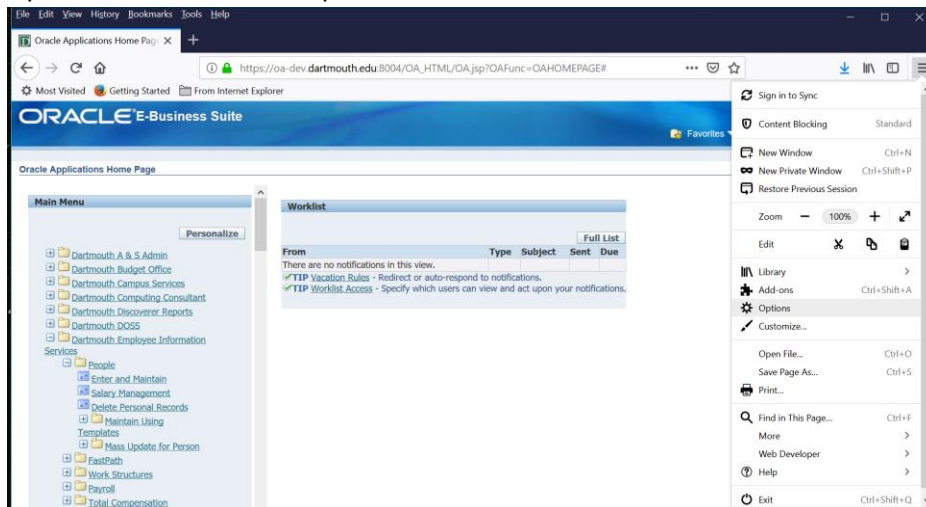 File Edit View History Bookmarks Tools Help
Oracle Applications Home Pag
https://oa-dev.dartmouth.edu:8004/OA_HTML/OA.jsp?OAFunc=OAHOMEPAGE#
Most Visited Getting Started From Internet Explorer
ORACLE E-Business Suite
Favorites
Oracle Applications Home Page
Main Menu
Personalize
Dartmouth A & S Admin
Dartmouth Budget Office
Dartmouth Campus Services
Dartmouth Computing Consultant
Dartmouth Discoverer Reports
Dartmouth DOSS
Dartmouth Employee Information
Services
People
Enter and Maintain
Salary Management
Delete Personal Records
Maintain Using
Templates
Mass Update for Person
FastPath
Work Structures
Payroll
Total Compensation
Worklist
Full List
From Type Subject Sent Due
There are no notifications in this view.
TIP Vacation Rules - Redirect or auto-respond to notifications.
TIP Worklist Access - Specify which users can view and act upon your notifications.
Sign in to Sync
Content Blocking Standard
New Window Ctrl+N
New Private Window Ctrl+Shift+P
Restore Previous Session
Zoom 100%
Edit
Library
Add-ons Ctrl+Shift+A
Options
Customize...
Open File... Ctrl+O
Save Page As... Ctrl+S
Print...
Find in This Page... Ctrl+F
More
Web Developer
Help
Exit Ctrl+Shift+Q